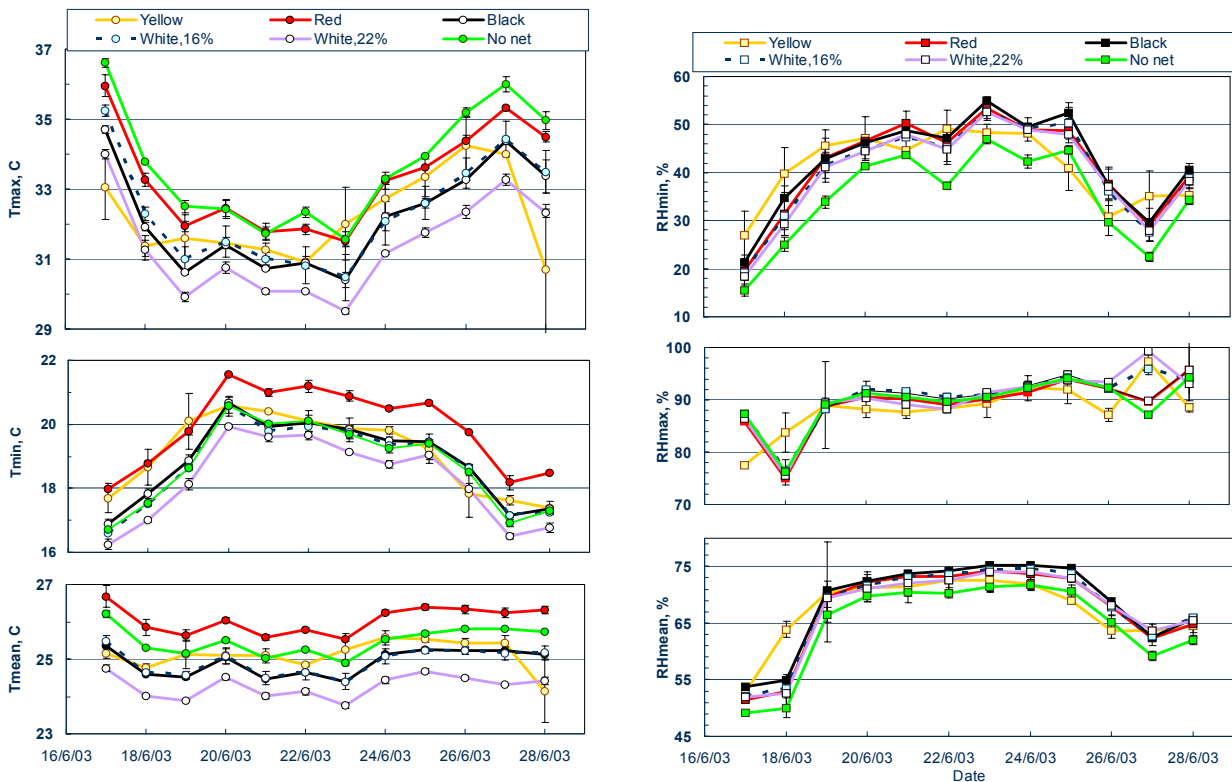 Yellow Red Black
White,16% White,22% No net
37
35
33
31
29
Tmax, C
22
20
18
16
Tmin, C
27
25
23
Tmean, C
16/6/03 18/6/03 20/6/03 22/6/03 24/6/03 26/6/03 28/6/03
Yellow Red Black
White,16% White,22% No net
60
50
40
30
20
10
RHmin, %
100
90
80
70
RHmax, %
75
65
55
45
RHmean, %
16/6/03 18/6/03 20/6/03 22/6/03 24/6/03 26/6/03 28/6/03
Date